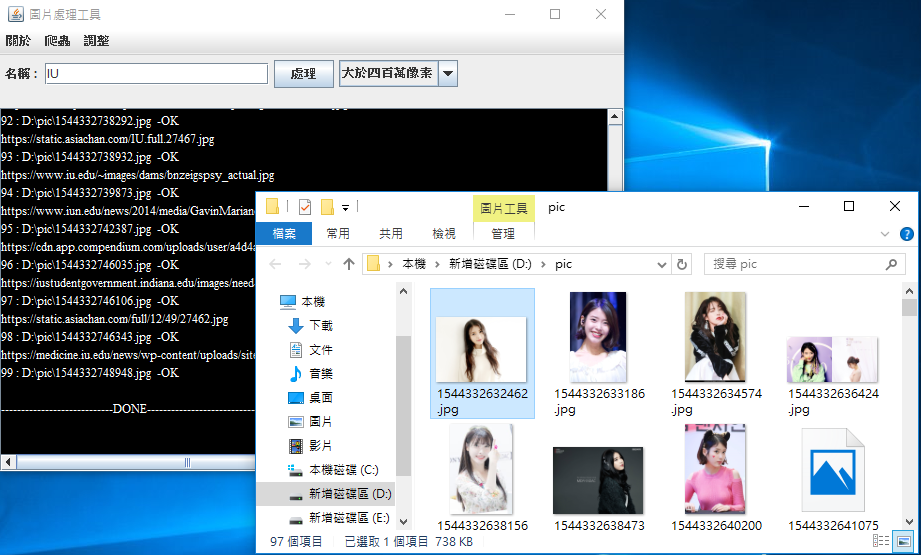 圖片處理工具
關於 爬蟲 調整
名稱： IU 處理 大於四百萬像素
92 : D:\pic\1544332738292.jpg -OK
https://static.asiachan.com/IU.full.27467.jpg
93 : D:\pic\1544332738932.jpg -OK
https://www.iu.edu/~images/dams/bnzeigspsy_actual.jpg
94 : D:\pic\1544332739873.jpg -OK
https://www.iun.edu/news/2014/media/GavinMarian
95 : D:\pic\1544332742387.jpg -OK
https://cdn.app.compendium.com/uploads/user/a4d4a
96 : D:\pic\1544332746035.jpg -OK
https://iustudentgovernment.indiana.edu/images/need-
97 : D:\pic\1544332746106.jpg -OK
https://static.asiachan.com/full/12/49/27462.jpg
98 : D:\pic\1544332746343.jpg -OK
https://medicine.iu.edu/news/wp-content/uploads/site
99 : D:\pic\1544332748948.jpg -OK
-----------------------------DONE-----------------------------
圖片工具 pic
檔案 常用 共用 檢視 管理
本機 新增磁碟區 (D:) pic 搜尋 pic
本機
下載
文件
音樂
桌面
圖片
影片
本機磁碟 (C:)
新增磁碟區 (D:)
新增磁碟區 (E:)
1544332632462.jpg
1544332633186.jpg
1544332634574.jpg
1544332636424.jpg
1544332638156
1544332638473
1544332640200
1544332641075
97 個項目 已選取 1 個項目 738 KB